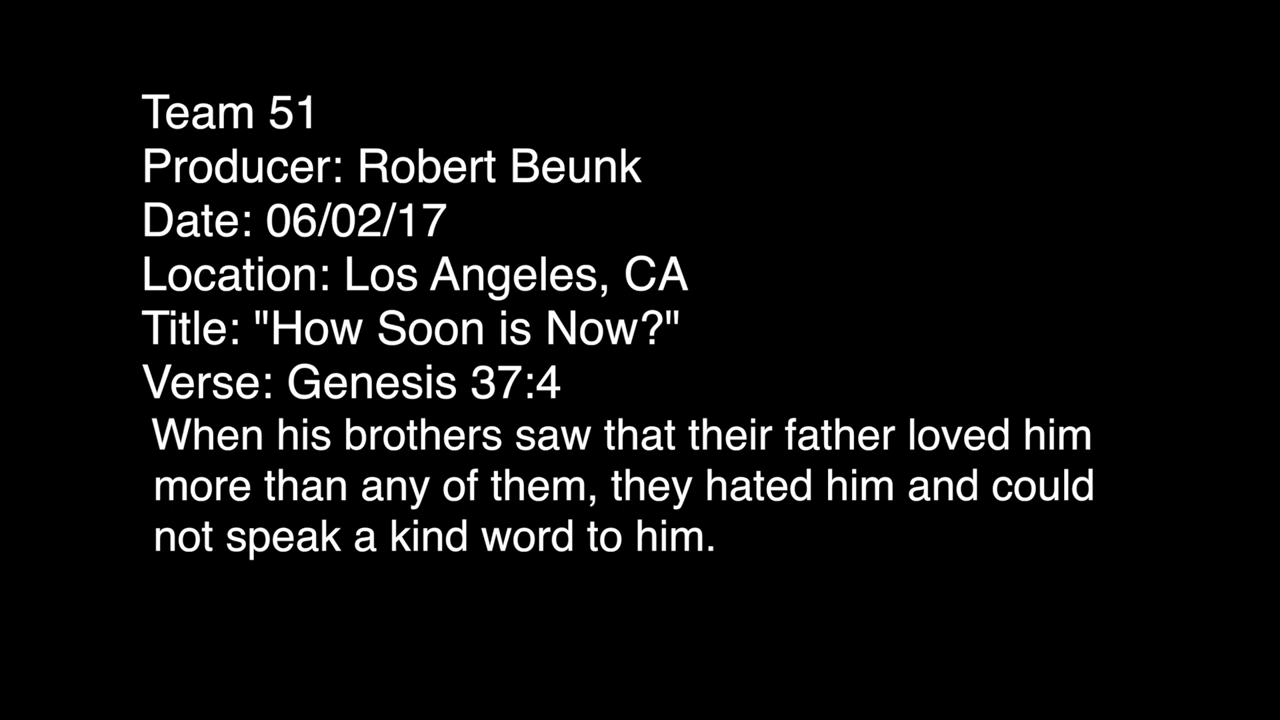 Team 51
Producer: Robert Beunk
Date: 06/02/17
Location: Los Angeles, CA
Title: "How Soon is Now?"
Verse: Genesis 37:4
When his brothers saw that their father loved him
more than any of them, they hated him and could
not speak a kind word to him.